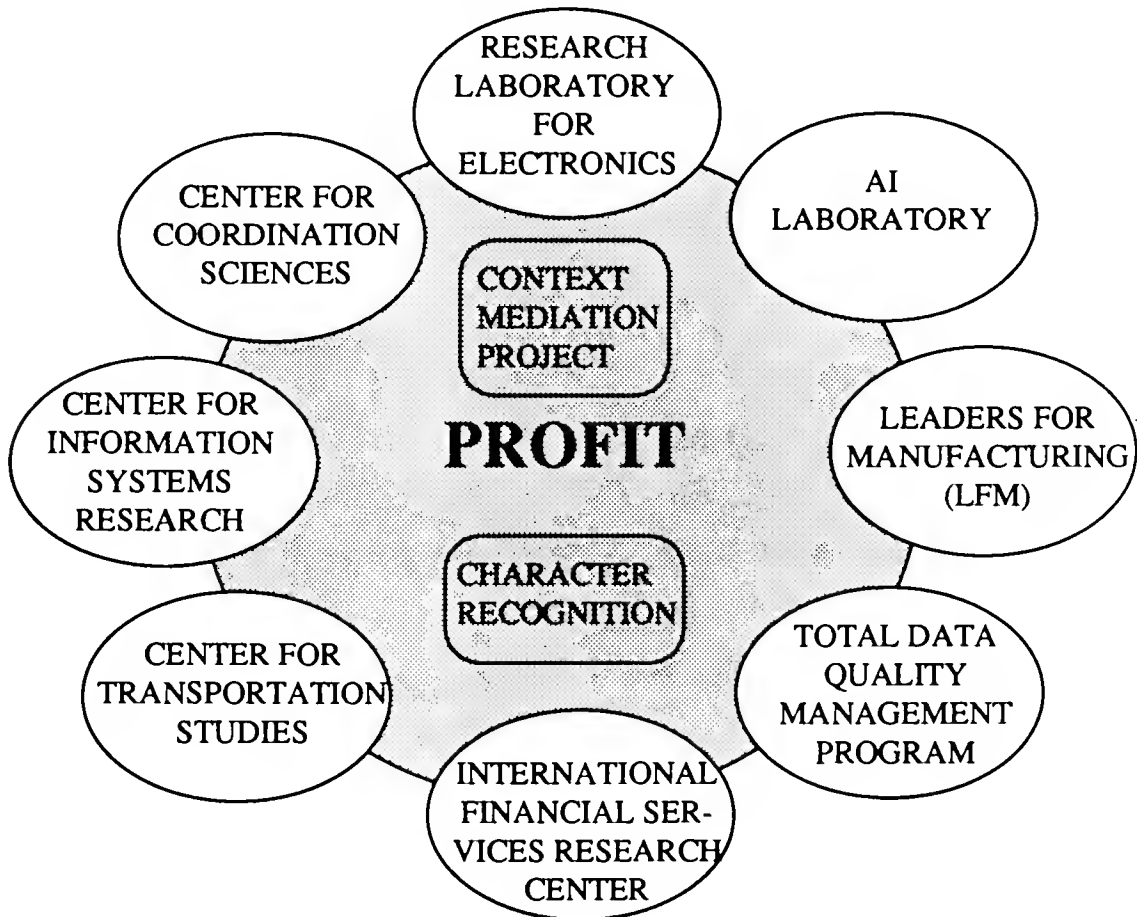 RESEARCH
LABORATORY
FOR
ELECTRONICS
AI
LABORATORY
CENTER FOR
COORDINATION
SCIENCES
CONTEXT
MEDIATION
PROJECT
CENTER FOR
INFORMATION
SYSTEMS
RESEARCH
PROFIT
LEADERS FOR
MANUFACTURING
(LFM)
CHARACTER
RECOGNITION
CENTER FOR
TRANSPORTATION
STUDIES
TOTAL DATA
QUALITY
MANAGEMENT
PROGRAM
INTERNATIONAL
FINANCIAL SER-
VICES RESEARCH
CENTER